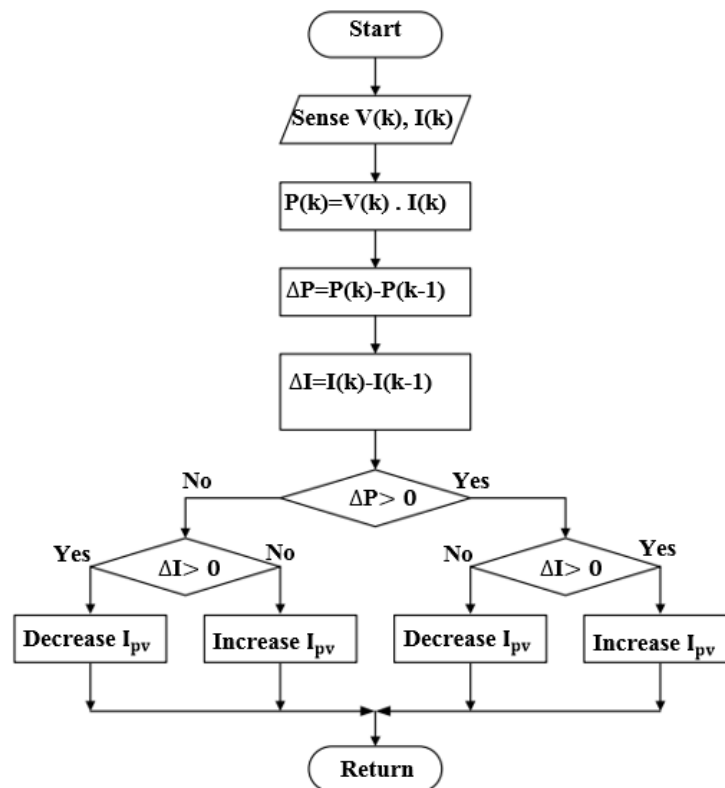 Start
Sense V(k), I(k)
P(k)=V(k) . I(k)
ΔP=P(k)-P(k-1)
ΔI=I(k)-I(k-1)
No
Yes
ΔP> 0
Yes
No
No
Yes
ΔI> 0
ΔI> 0
Decrease Ipv
Increase Ipv
Decrease Ipv
Increase Ipv
Return